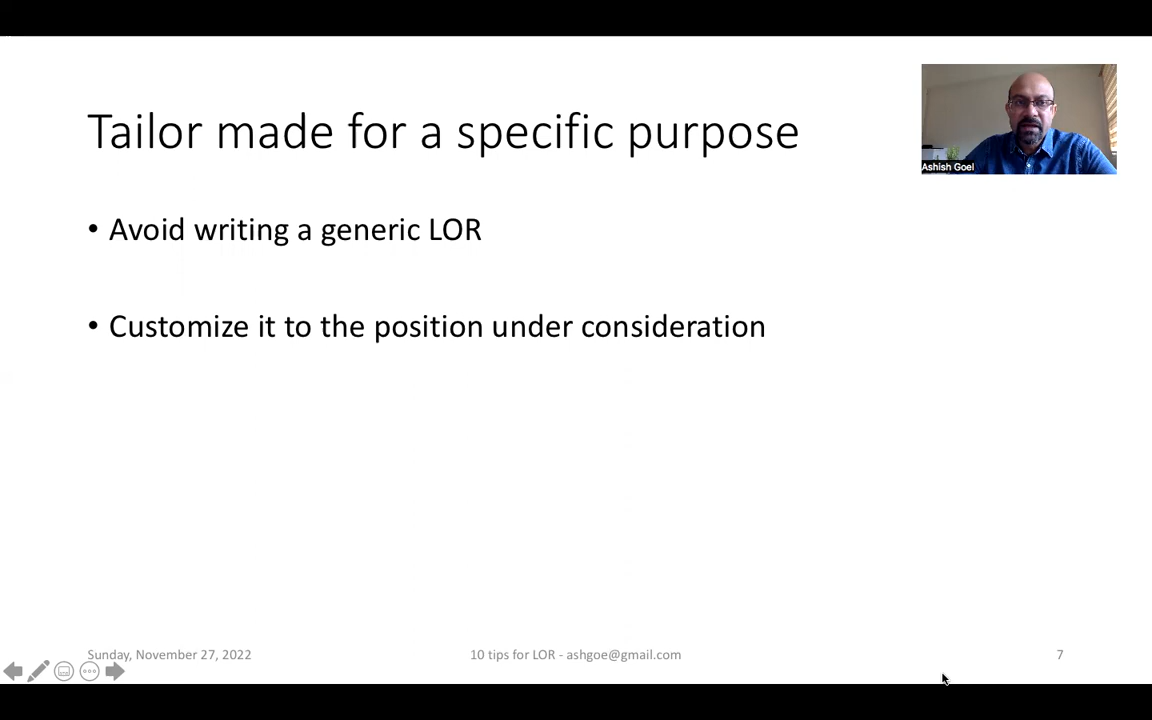 Tailor made for a specific purpose
Ashish Goel
• Avoid writing a generic LOR
• Customize it to the position under consideration
Sunday, November 27, 2022
10 tips for LOR - ashgoe@gmail.com
7